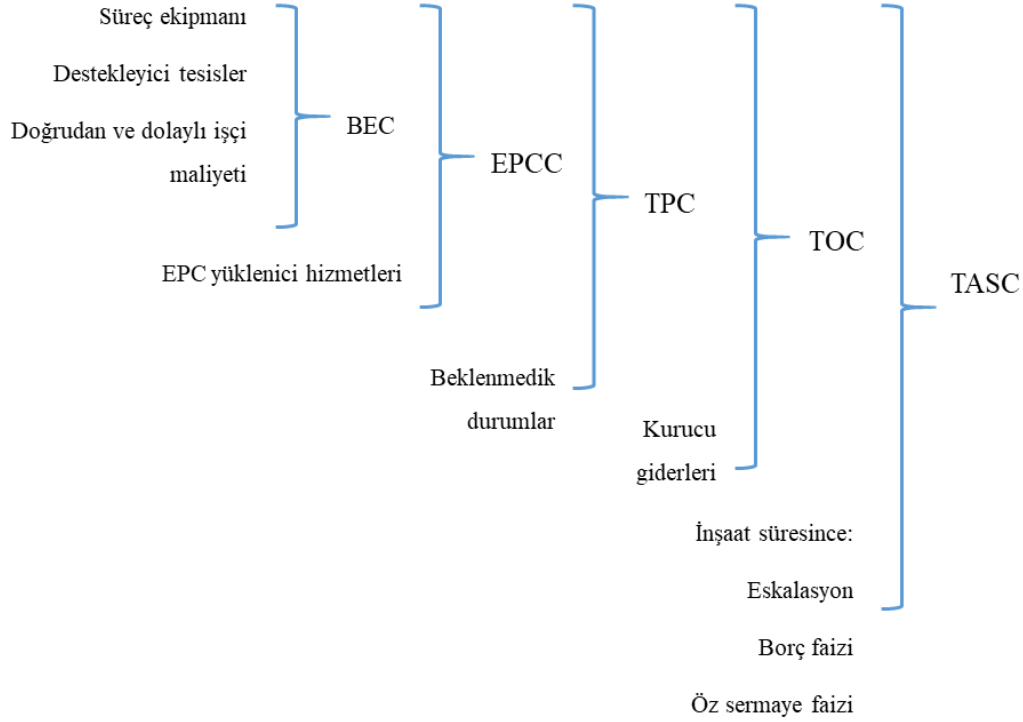 Süreç ekipmanı
Destekleyici tesisler
Doğrudan ve dolaylı işçi
maliyeti
BEC
EPC yüklenici hizmetleri
EPCC
Beklenmedik
durumlar
TPC
Kurucu
giderleri
TOC
İnşaat süresince:
Eskalasyon
Borç faizi
Öz sermaye faizi
TASC